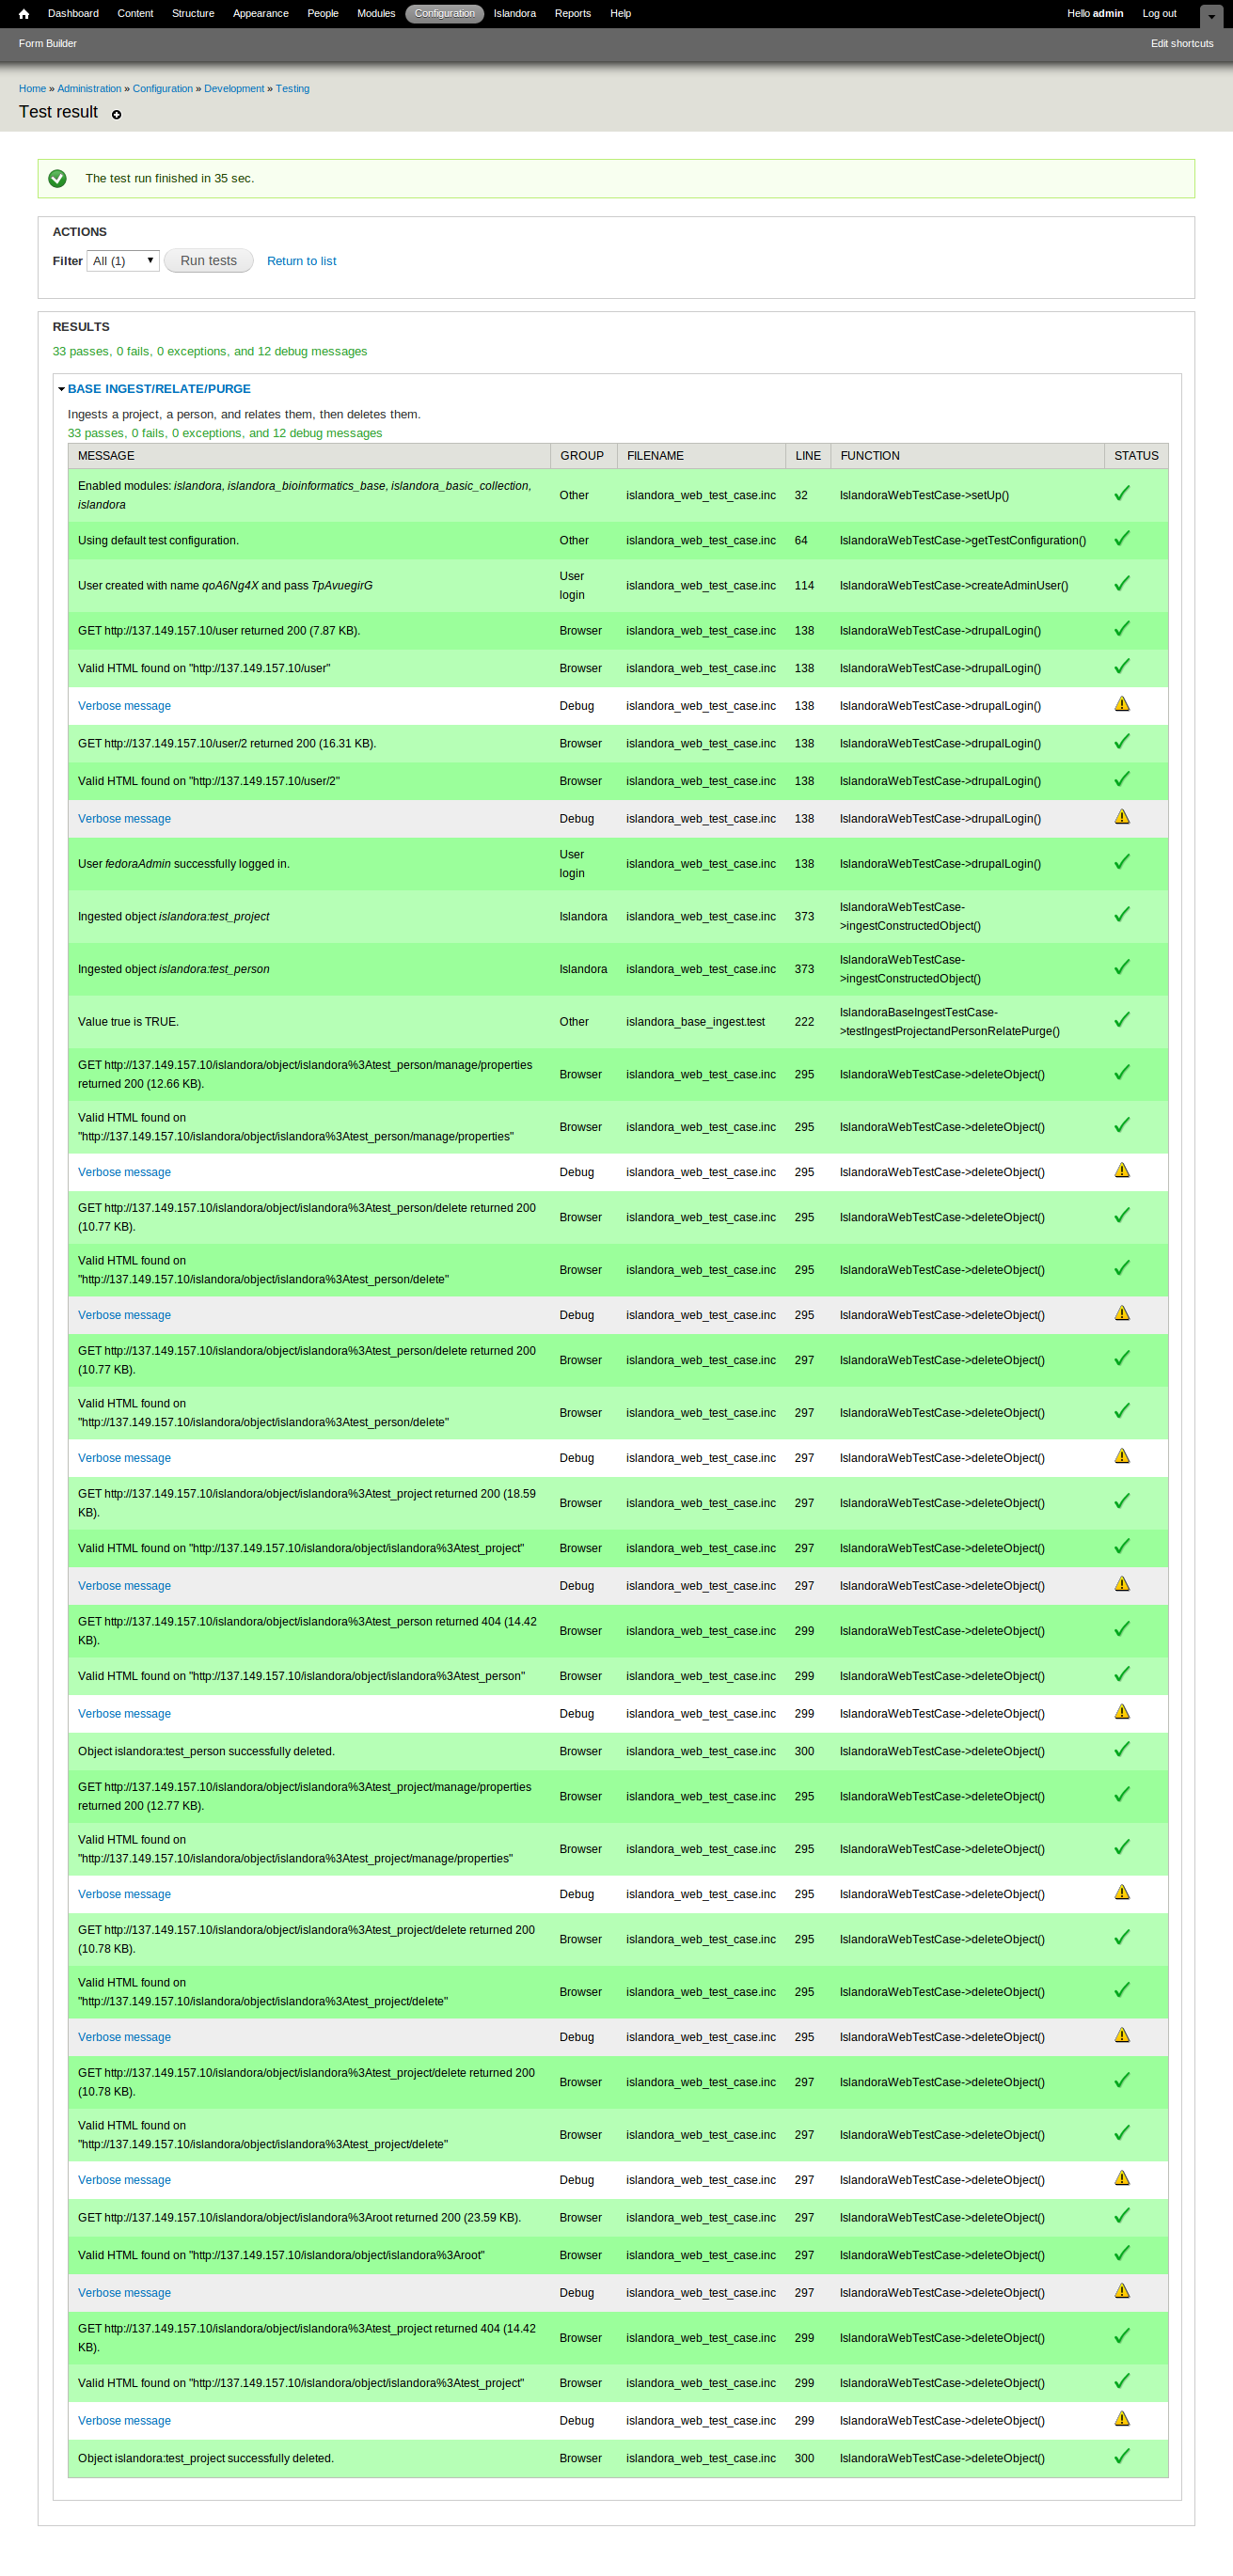 Dashboard Content Structure Appearance People Modules Configuration Islandora Reports Help Hello admin Log out
Form Builder Edit shortcuts
Home » Administration » Configuration » Development » Testing
Test result
The test run finished in 35 sec.
ACTIONS
Filter All (1) Run tests Return to list
RESULTS
33 passes, 0 fails, 0 exceptions, and 12 debug messages
BASE INGEST/RELATE/PURGE
Ingests a project, a person, and relates them, then deletes them.
33 passes, 0 fails, 0 exceptions, and 12 debug messages
MESSAGE GROUP FILENAME LINE FUNCTION STATUS
Enabled modules: islandora, islandora_bioinformatics_base, islandora_basic_collection,
islandora
Other islandora_web_test_case.inc 32 IslandoraWebTestCase->setUp()
Using default test configuration. Other islandora_web_test_case.inc 64 IslandoraWebTestCase->getTestConfiguration()
User created with name qoA6Ng4X and pass TpAvuegirG User
login
islandora_web_test_case.inc 114 IslandoraWebTestCase->createAdminUser()
GET http://137.149.157.10/user returned 200 (7.87 KB). Browser islandora_web_test_case.inc 138 IslandoraWebTestCase->drupalLogin()
Valid HTML found on "http://137.149.157.10/user" Browser islandora_web_test_case.inc 138 IslandoraWebTestCase->drupalLogin()
Verbose message Debug islandora_web_test_case.inc 138 IslandoraWebTestCase->drupalLogin()
GET http://137.149.157.10/user/2 returned 200 (16.31 KB). Browser islandora_web_test_case.inc 138 IslandoraWebTestCase->drupalLogin()
Valid HTML found on "http://137.149.157.10/user/2" Browser islandora_web_test_case.inc 138 IslandoraWebTestCase->drupalLogin()
Verbose message Debug islandora_web_test_case.inc 138 IslandoraWebTestCase->drupalLogin()
User fedoraAdmin successfully logged in. User
login
islandora_web_test_case.inc 138 IslandoraWebTestCase->drupalLogin()
Ingested object islandora:test_project Islandora islandora_web_test_case.inc 373 IslandoraWebTestCase-
>ingestConstructedObject()
Ingested object islandora:test_person Islandora islandora_web_test_case.inc 373 IslandoraWebTestCase-
>ingestConstructedObject()
Value true is TRUE. Other islandora_base_ingest.test 222 IslandoraBaseIngestTestCase-
>testIngestProjectandPersonRelatePurge()
GET http://137.149.157.10/islandora/object/islandora%3Atest_person/manage/properties
returned 200 (12.66 KB).
Browser islandora_web_test_case.inc 295 IslandoraWebTestCase->deleteObject()
Valid HTML found on
"http://137.149.157.10/islandora/object/islandora%3Atest_person/manage/properties"
Browser islandora_web_test_case.inc 295 IslandoraWebTestCase->deleteObject()
Verbose message Debug islandora_web_test_case.inc 295 IslandoraWebTestCase->deleteObject()
GET http://137.149.157.10/islandora/object/islandora%3Atest_person/delete returned 200
(10.77 KB).
Browser islandora_web_test_case.inc 295 IslandoraWebTestCase->deleteObject()
Valid HTML found on
"http://137.149.157.10/islandora/object/islandora%3Atest_person/delete"
Browser islandora_web_test_case.inc 295 IslandoraWebTestCase->deleteObject()
Verbose message Debug islandora_web_test_case.inc 295 IslandoraWebTestCase->deleteObject()
GET http://137.149.157.10/islandora/object/islandora%3Atest_person/delete returned 200
(10.77 KB).
Browser islandora_web_test_case.inc 297 IslandoraWebTestCase->deleteObject()
Valid HTML found on
"http://137.149.157.10/islandora/object/islandora%3Atest_person/delete"
Browser islandora_web_test_case.inc 297 IslandoraWebTestCase->deleteObject()
Verbose message Debug islandora_web_test_case.inc 297 IslandoraWebTestCase->deleteObject()
GET http://137.149.157.10/islandora/object/islandora%3Atest_project returned 200 (18.59
KB).
Browser islandora_web_test_case.inc 297 IslandoraWebTestCase->deleteObject()
Valid HTML found on "http://137.149.157.10/islandora/object/islandora%3Atest_project" Browser islandora_web_test_case.inc 297 IslandoraWebTestCase->deleteObject()
Verbose message Debug islandora_web_test_case.inc 297 IslandoraWebTestCase->deleteObject()
GET http://137.149.157.10/islandora/object/islandora%3Atest_person returned 404 (14.42
KB).
Browser islandora_web_test_case.inc 299 IslandoraWebTestCase->deleteObject()
Valid HTML found on "http://137.149.157.10/islandora/object/islandora%3Atest_person" Browser islandora_web_test_case.inc 299 IslandoraWebTestCase->deleteObject()
Verbose message Debug islandora_web_test_case.inc 299 IslandoraWebTestCase->deleteObject()
Object islandora:test_person successfully deleted. Browser islandora_web_test_case.inc 300 IslandoraWebTestCase->deleteObject()
GET http://137.149.157.10/islandora/object/islandora%3Atest_project/manage/properties
returned 200 (12.77 KB).
Browser islandora_web_test_case.inc 295 IslandoraWebTestCase->deleteObject()
Valid HTML found on
"http://137.149.157.10/islandora/object/islandora%3Atest_project/manage/properties"
Browser islandora_web_test_case.inc 295 IslandoraWebTestCase->deleteObject()
Verbose message Debug islandora_web_test_case.inc 295 IslandoraWebTestCase->deleteObject()
GET http://137.149.157.10/islandora/object/islandora%3Atest_project/delete returned 200
(10.78 KB).
Browser islandora_web_test_case.inc 295 IslandoraWebTestCase->deleteObject()
Valid HTML found on
"http://137.149.157.10/islandora/object/islandora%3Atest_project/delete"
Browser islandora_web_test_case.inc 295 IslandoraWebTestCase->deleteObject()
Verbose message Debug islandora_web_test_case.inc 295 IslandoraWebTestCase->deleteObject()
GET http://137.149.157.10/islandora/object/islandora%3Atest_project/delete returned 200
(10.78 KB).
Browser islandora_web_test_case.inc 297 IslandoraWebTestCase->deleteObject()
Valid HTML found on
"http://137.149.157.10/islandora/object/islandora%3Atest_project/delete"
Browser islandora_web_test_case.inc 297 IslandoraWebTestCase->deleteObject()
Verbose message Debug islandora_web_test_case.inc 297 IslandoraWebTestCase->deleteObject()
GET http://137.149.157.10/islandora/object/islandora%3Aroot returned 200 (23.59 KB). Browser islandora_web_test_case.inc 297 IslandoraWebTestCase->deleteObject()
Valid HTML found on "http://137.149.157.10/islandora/object/islandora%3Aroot" Browser islandora_web_test_case.inc 297 IslandoraWebTestCase->deleteObject()
Verbose message Debug islandora_web_test_case.inc 297 IslandoraWebTestCase->deleteObject()
GET http://137.149.157.10/islandora/object/islandora%3Atest_project returned 404 (14.42
KB).
Browser islandora_web_test_case.inc 299 IslandoraWebTestCase->deleteObject()
Valid HTML found on "http://137.149.157.10/islandora/object/islandora%3Atest_project" Browser islandora_web_test_case.inc 299 IslandoraWebTestCase->deleteObject()
Verbose message Debug islandora_web_test_case.inc 299 IslandoraWebTestCase->deleteObject()
Object islandora:test_project successfully deleted. Browser islandora_web_test_case.inc 300 IslandoraWebTestCase->deleteObject()